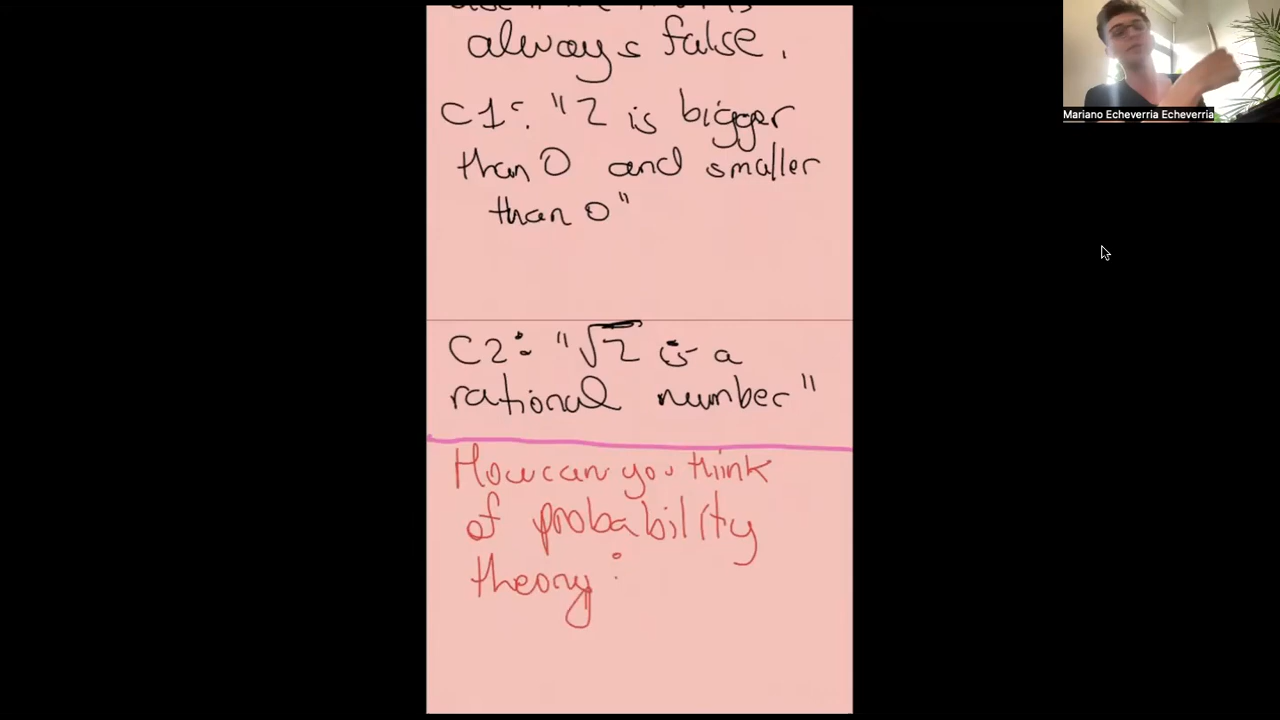 always false.
C1: "2 is bigger
than 0 and smaller
than 0"
C2: "√2 is a
rational number"
How can you think
of probability
theory:
Mariano Echeverria Echeverria